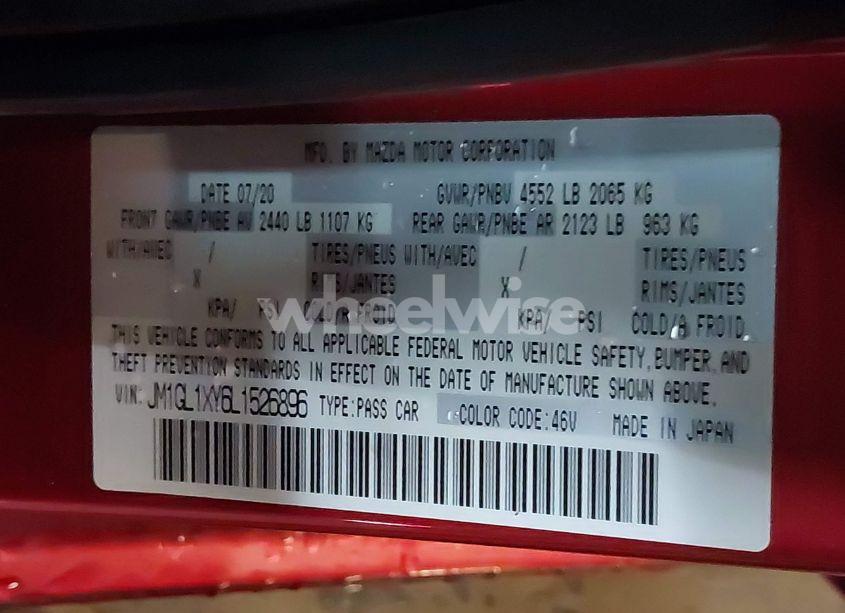 MFD. BY MAZDA MOTOR CORPORATION
DATE 07/20 GVWR/PNBV 4552 LB 2065 KG
FRONT GAWR/PNBE AV 2440 LB 1107 KG REAR GAWR/PNBE AR 2123 LB 963 KG
WITH/AVEC / TIRES/PNEUS WITH/AVEC / TIRES/PNEUS
X RIMS/JANTES X RIMS/JANTES
KPA/ PSI COLD/A FROID KPA/ PSI COLD/A FROID.
wheelwise
THIS VEHICLE CONFORMS TO ALL APPLICABLE FEDERAL MOTOR VEHICLE SAFETY, BUMPER, AND
THEFT PREVENTION STANDARDS IN EFFECT ON THE DATE OF MANUFACTURE SHOWN ABOVE.
VIN: JM1GL1XY6L1526896 TYPE:PASS CAR COLOR CODE:46V MADE IN JAPAN